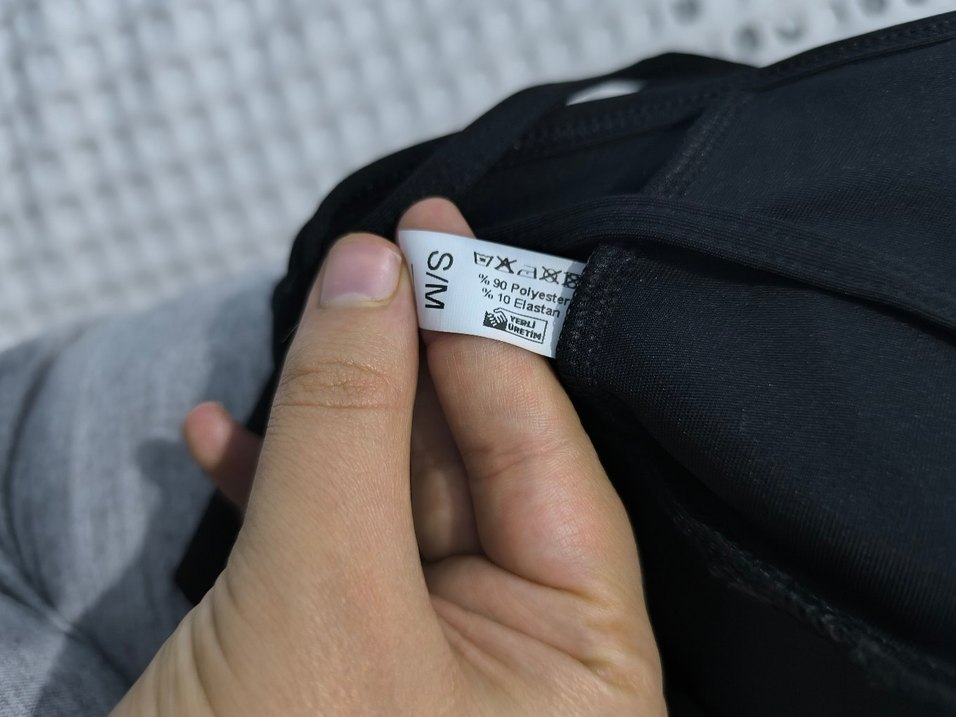 S/M
% 90 Polyester
% 10 Elastan
YERLİ
ÜRETİM